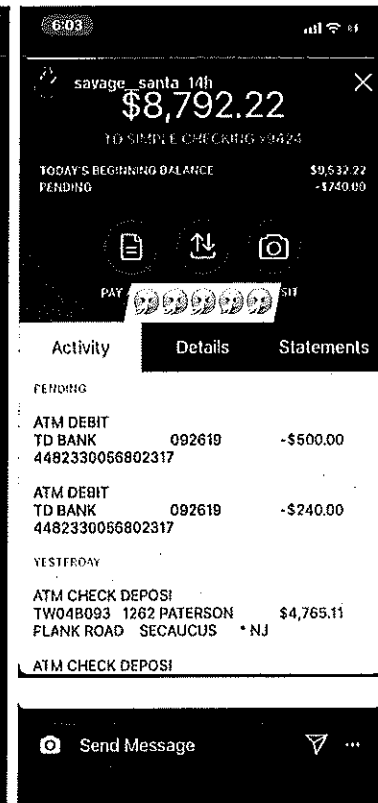 6:03
savage_santa 14h
$8,792.22
TD SIMPLE CHECKING x9424
TODAY'S BEGINNING BALANCE $9,532.22
PENDING -$740.00
PAY SIT
Activity Details Statements
PENDING
ATM DEBIT
TD BANK 092619 -$500.00
4482330056802317
ATM DEBIT
TD BANK 092619 -$240.00
4482330056802317
YESTERDAY
ATM CHECK DEPOSI
TW04B093 1262 PATERSON $4,765.11
PLANK ROAD SECAUCUS * NJ
ATM CHECK DEPOSI
Send Message